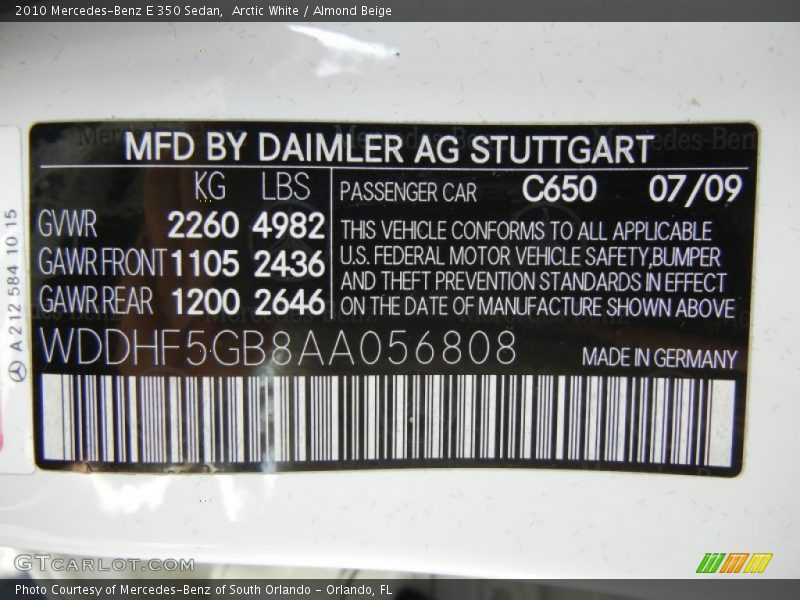 2010 Mercedes-Benz E 350 Sedan, Arctic White / Almond Beige
MFD BY DAIMLER AG STUTTGART
KG LBS
GVWR 2260 4982
GAWR FRONT 1105 2436
GAWR REAR 1200 2646
PASSENGER CAR C650 07/09
THIS VEHICLE CONFORMS TO ALL APPLICABLE
U.S. FEDERAL MOTOR VEHICLE SAFETY, BUMPER
AND THEFT PREVENTION STANDARDS IN EFFECT
ON THE DATE OF MANUFACTURE SHOWN ABOVE
WDDHF5GB8AA056808
MADE IN GERMANY
A 212 584 10 15
GTCARLOT.COM
Photo Courtesy of Mercedes-Benz of South Orlando - Orlando, FL